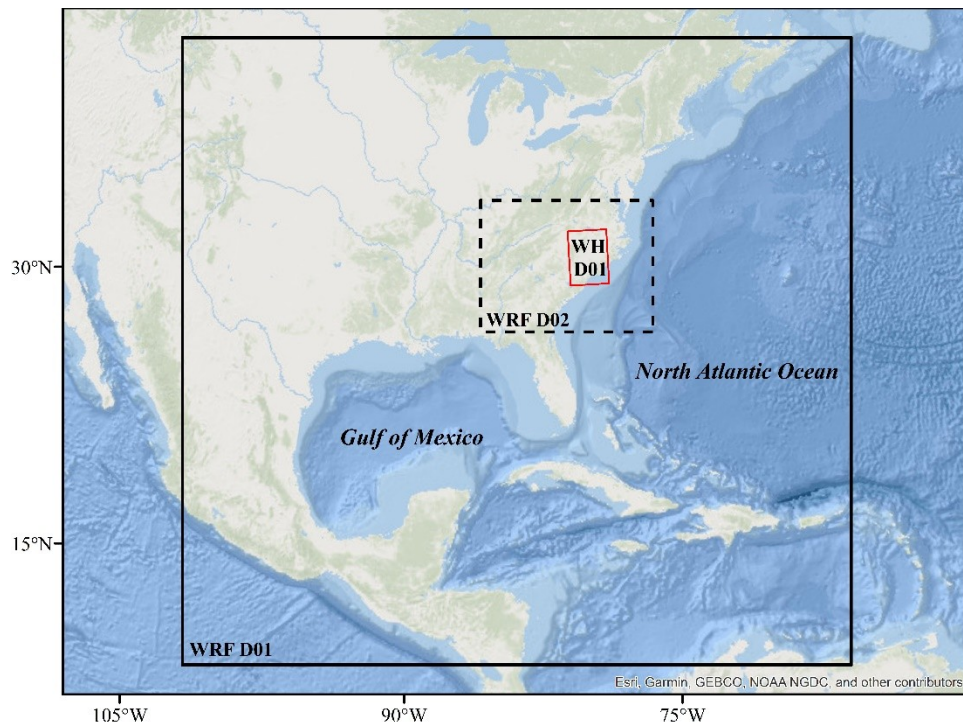 WH
D01
30°N
WRF D02
North Atlantic Ocean
Gulf of Mexico
15°N
WRF D01
Esri, Garmin, GEBCO, NOAA NGDC, and other contributors
105°W
90°W
75°W